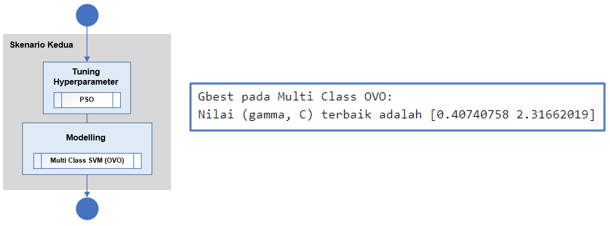 Skenario Kedua
Tuning
Hyperparameter
PSO
Modelling
Multi Class SVM (OVO)
Gbest pada Multi Class OVO:
Nilai (gamma, C) terbaik adalah [0.40740758 2.31662019]